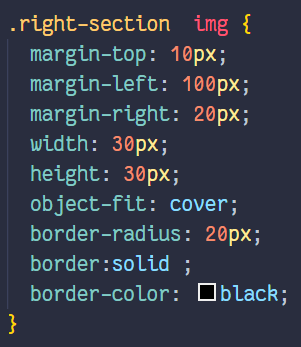 .right-section  img {
margin-top: 10px;
margin-left: 100px;
margin-right: 20px;
width: 30px;
height: 30px;
object-fit: cover;
border-radius: 20px;
border:solid ;
border-color: black;
}